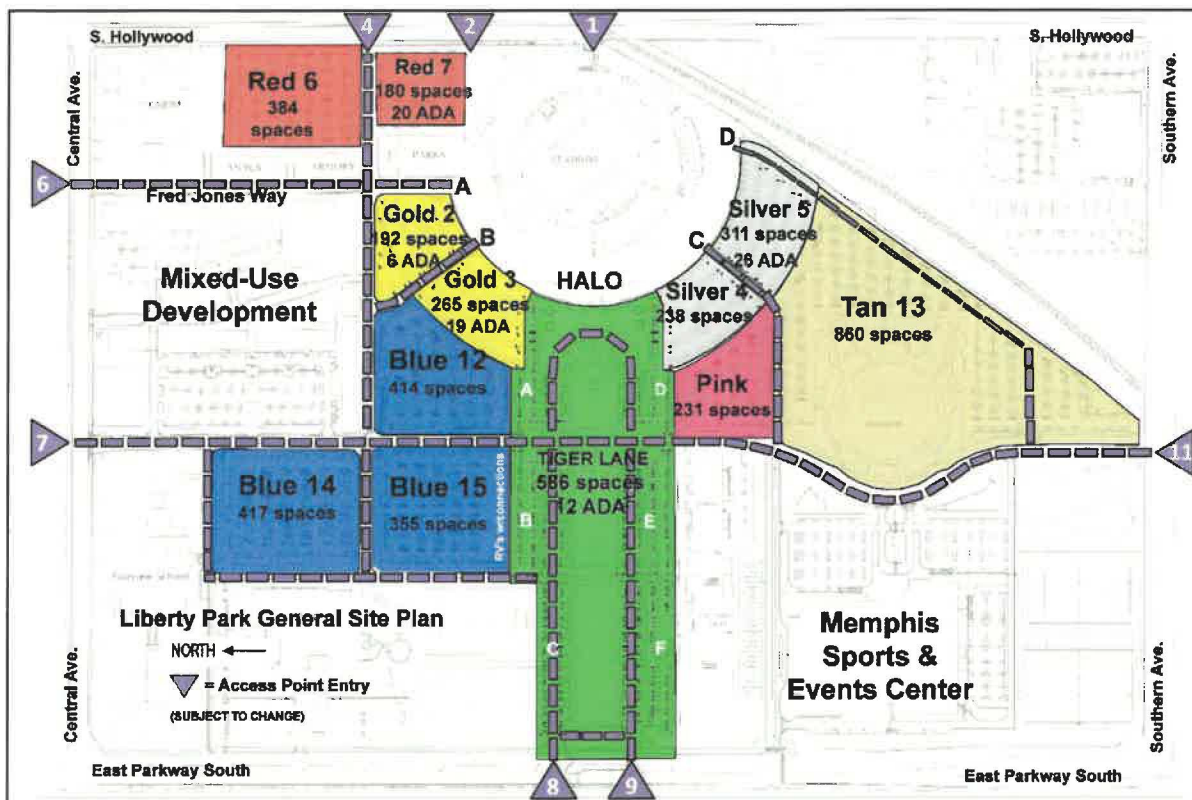 4
2
1
S. Hollywood
S. Hollywood
Central Ave.
Southern Ave.
Red 6
384
spaces
Red 7
180 spaces
20 ADA
STADIUM
D
6
A
Fred Jones Way
Gold 2
192 spaces
6 ADA
B
Gold 3
265 spaces
19 ADA
HALO
C
Silver 5
311 spaces
26 ADA
Silver 4
238 spaces
Mixed-Use
Development
Tan 13
860 spaces
Blue 12
414 spaces
A
D
Pink
231 spaces
7
11
TIGER LANE
586 spaces
12 ADA
Blue 14
417 spaces
Blue 15
355 spaces
RV's w/connections
B
E
Liberty Park General Site Plan
NORTH
= Access Point Entry
(SUBJECT TO CHANGE)
C
F
Memphis
Sports &
Events Center
Central Ave.
Southern Ave.
East Parkway South
East Parkway South
8
9